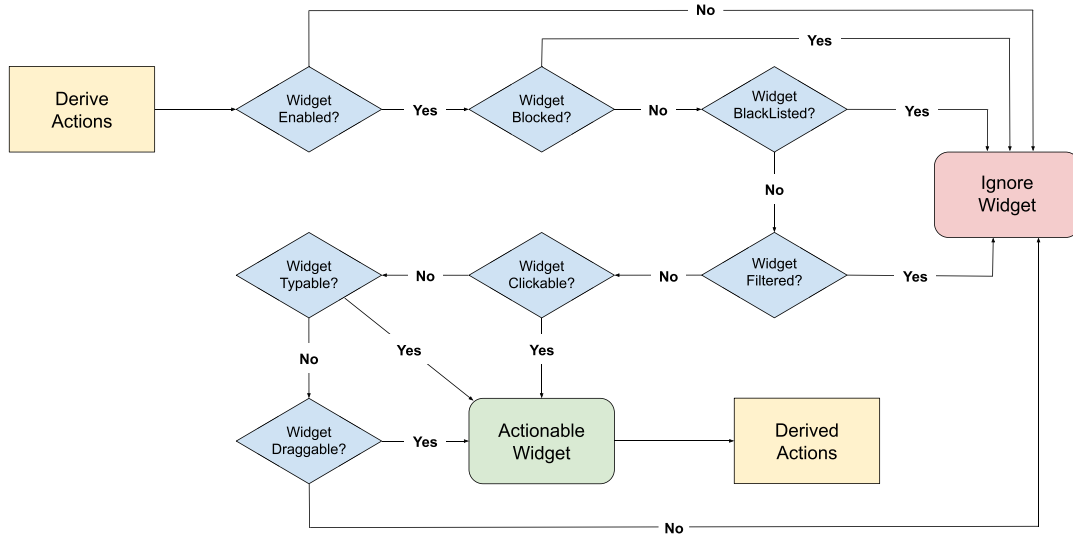 No
Yes
Derive
Actions
Widget
Enabled?
Yes
Widget
Blocked?
No
Widget
BlackListed?
Yes
Ignore
Widget
No
Widget
Typable?
No
Widget
Clickable?
No
Widget
Filtered?
Yes
No
Yes
Yes
Widget
Draggable?
Yes
Actionable
Widget
Derived
Actions
No